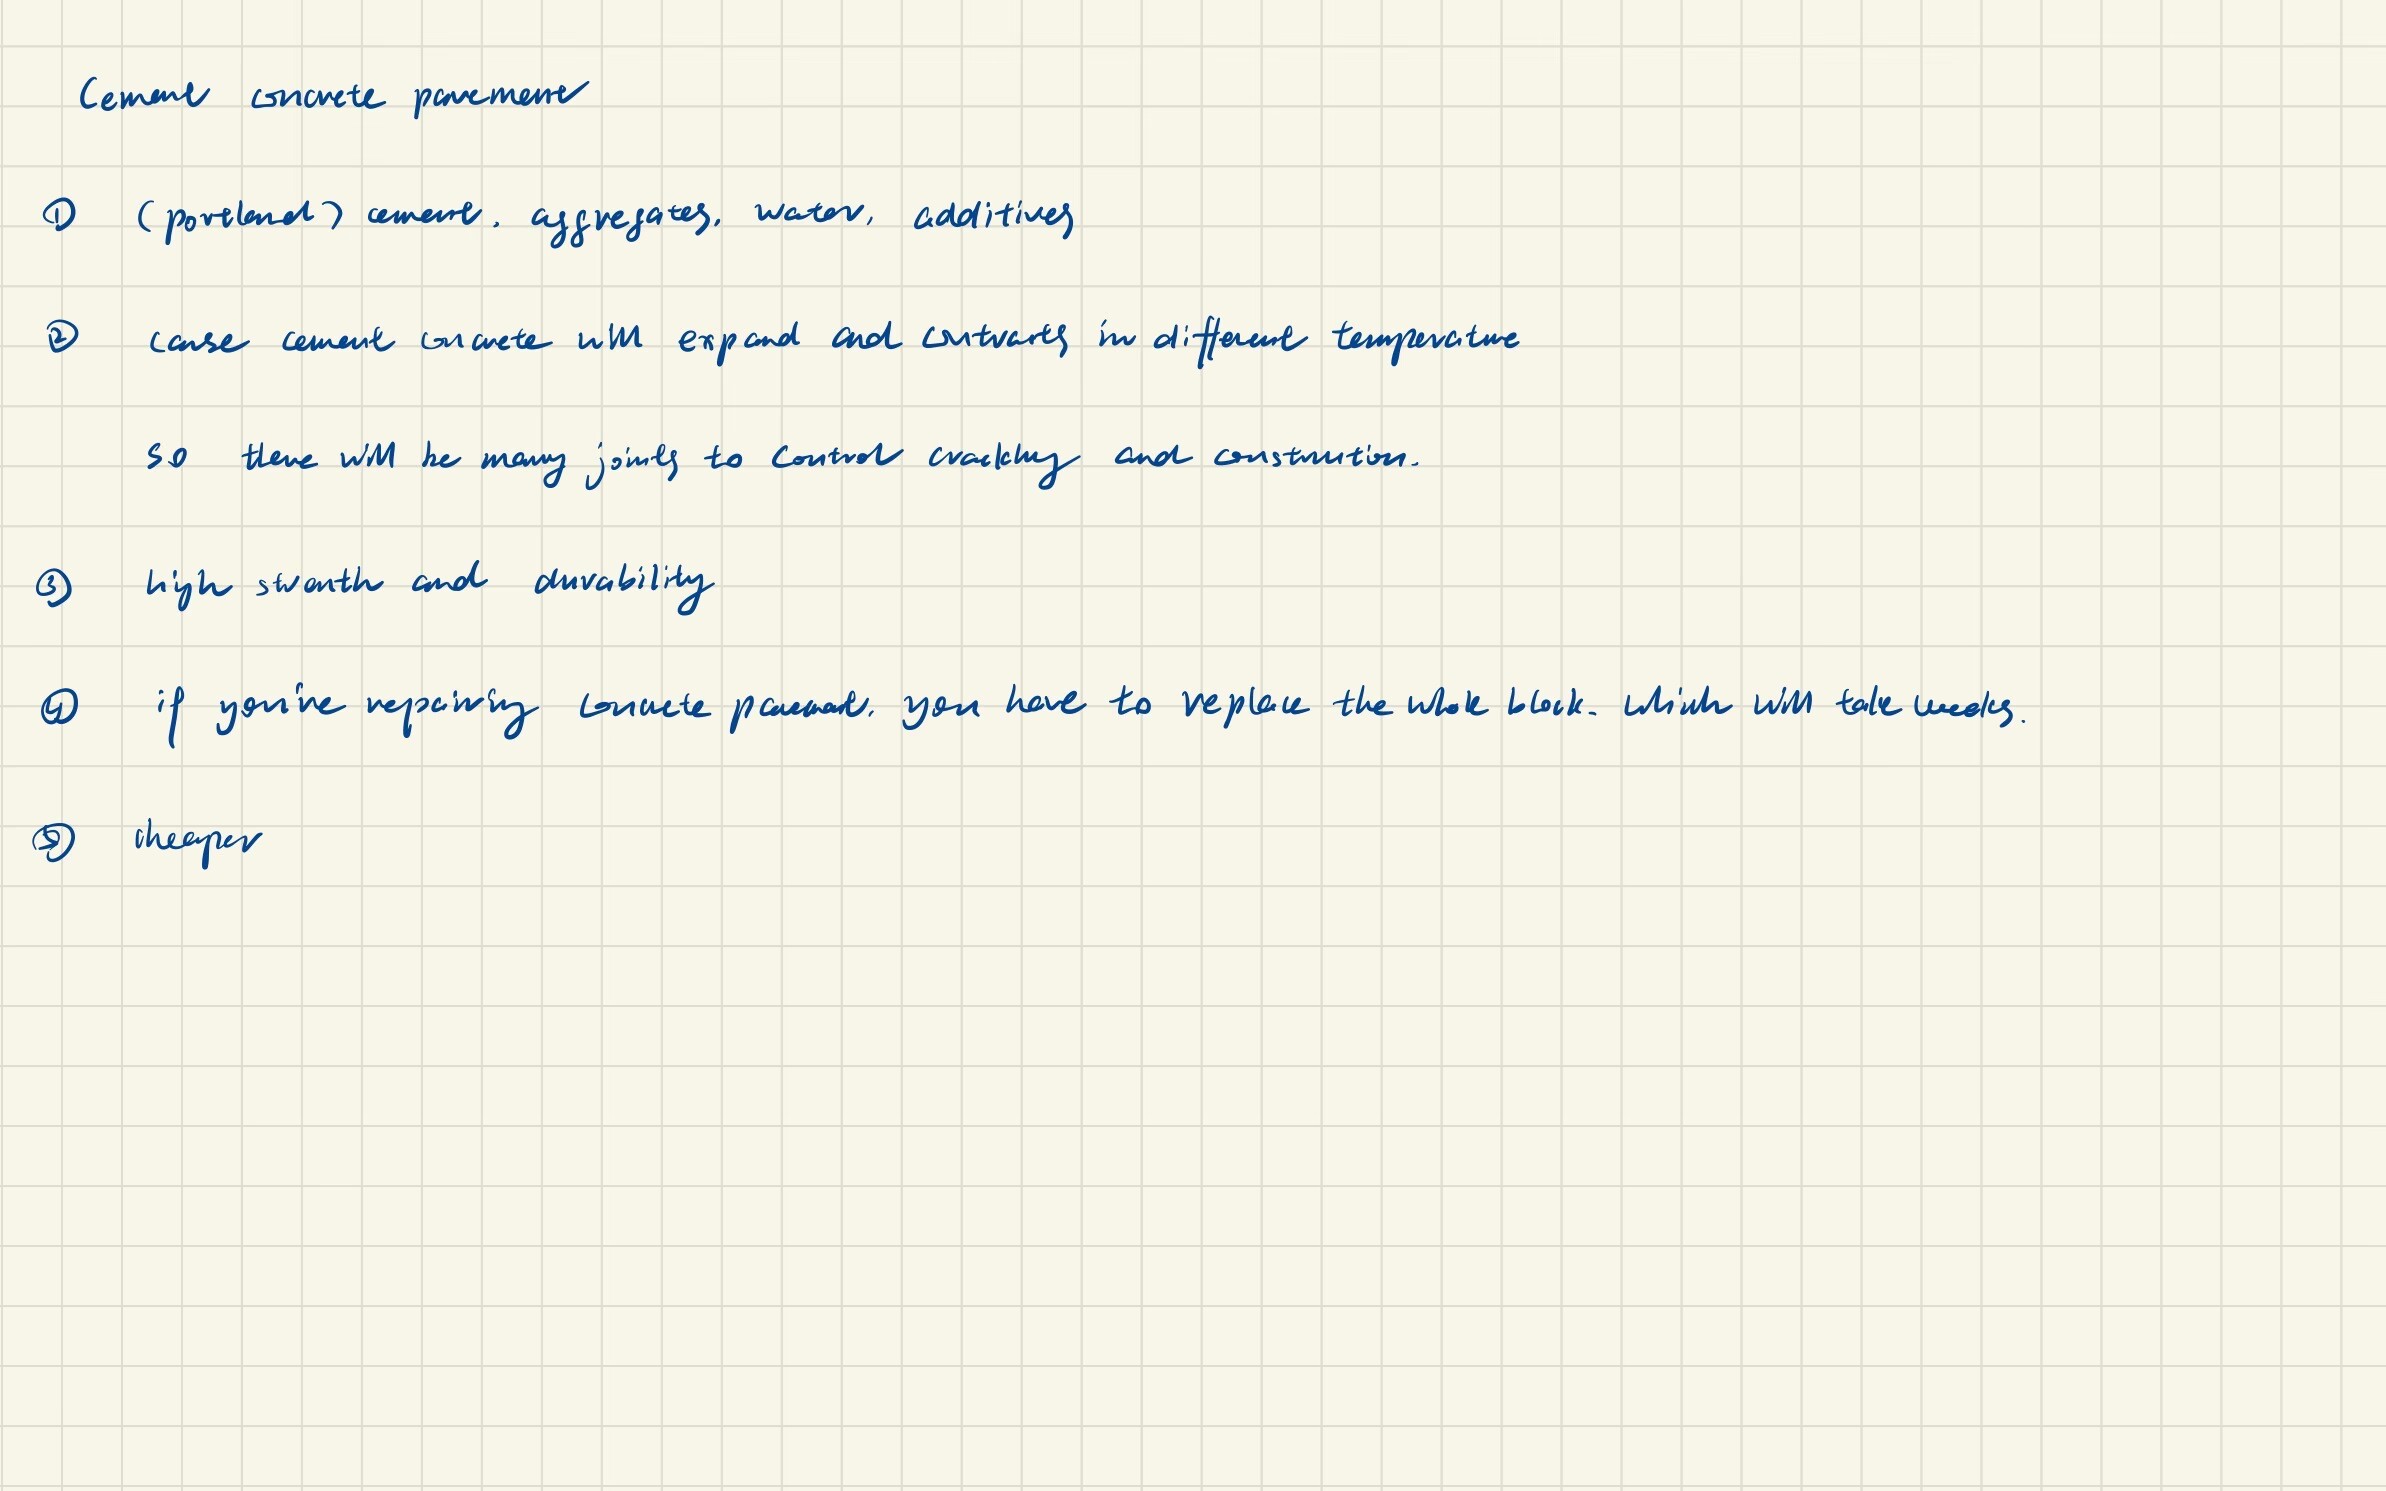 Cement concrete pavement
① (portland) cement, aggregates, water, additives
② cause cement concrete will expand and contracts in different temperature
so there will be many joints to control cracking and construction.
③ high strenth and durability
④ if you're repairing concrete pavement, you have to replace the whole block. which will take weeks.
⑤ cheaper